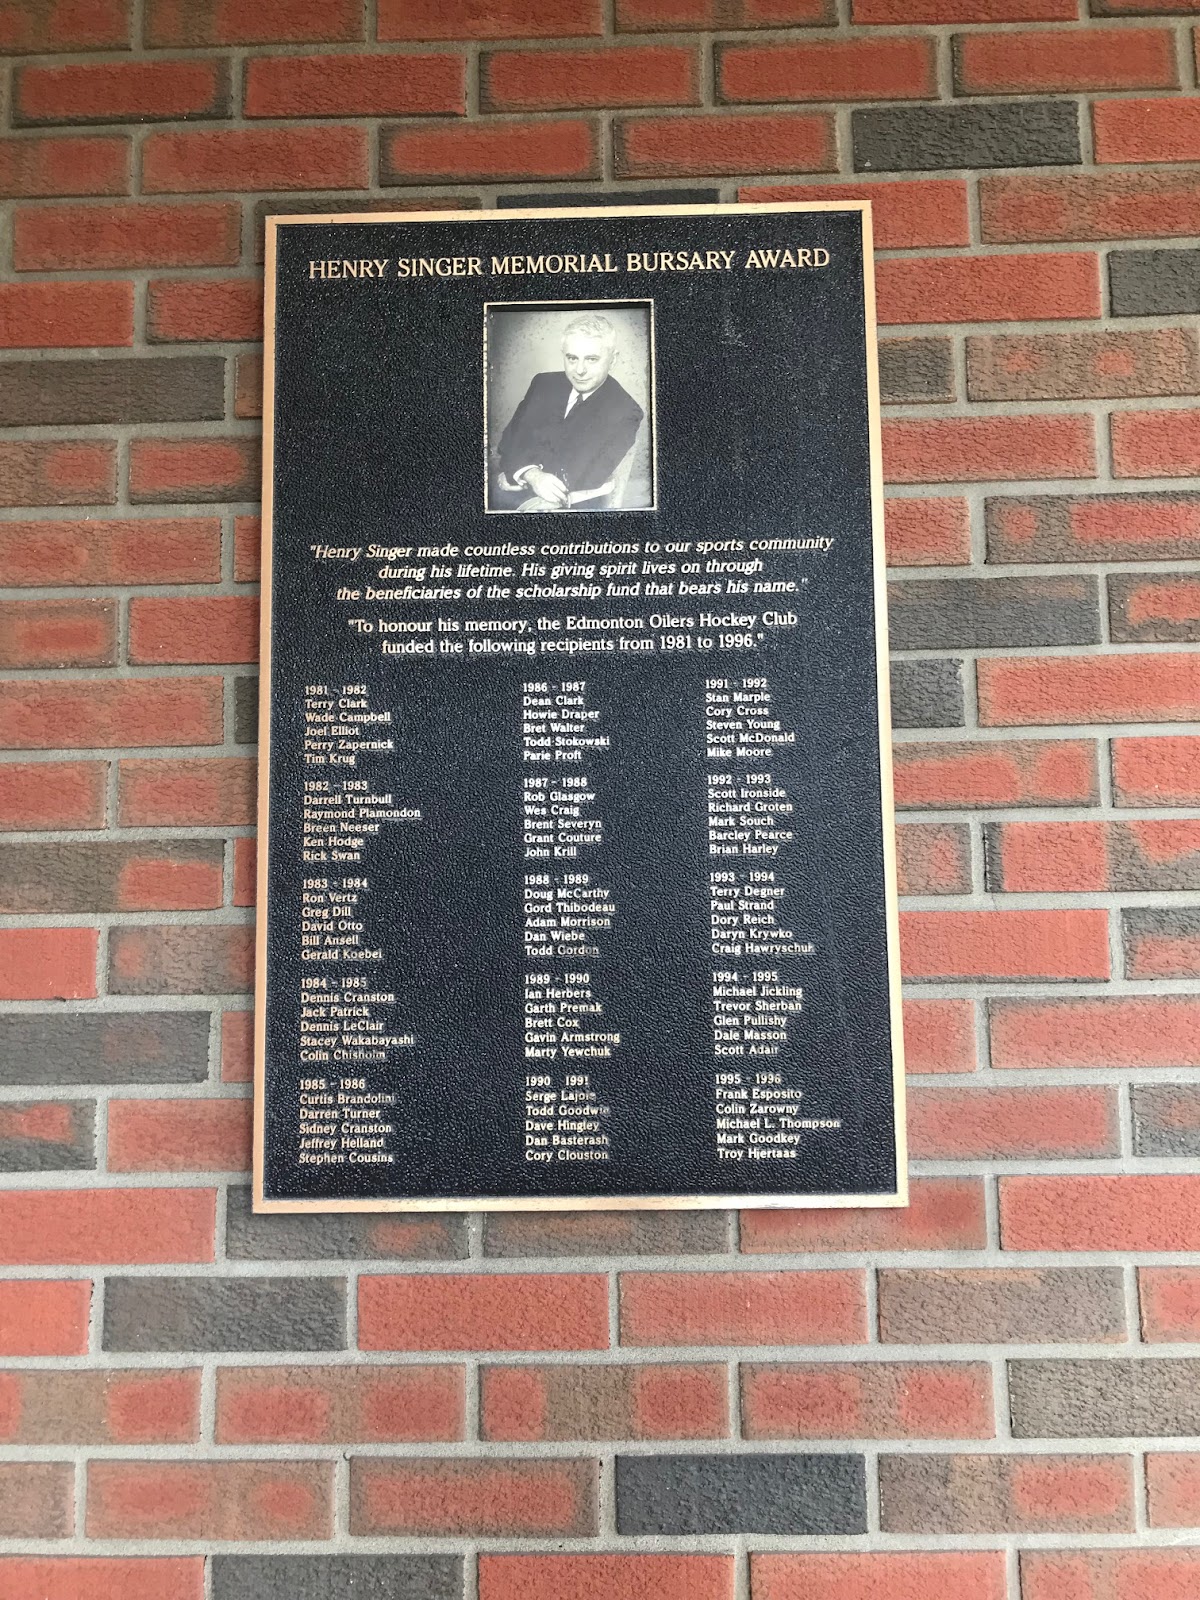 HENRY SINGER MEMORIAL BURSARY AWARD
"Henry Singer made countless contributions to our sports community
during his lifetime. His giving spirit lives on through
the beneficiaries of the scholarship fund that bears his name."
"To honour his memory, the Edmonton Oilers Hockey Club
funded the following recipients from 1981 to 1996."
1981 - 1982
Terry Clark
Wade Campbell
Joel Elliot
Perry Zapernick
Tim Krug
1982 - 1983
Darrell Turnbull
Raymond Plamondon
Breen Neeser
Ken Hodge
Rick Swan
1983 - 1984
Ron Vertz
Greg Dill
David Otto
Bill Ansell
Gerald Koebel
1984 - 1985
Dennis Cranston
Jack Patrick
Dennis LeClair
Stacey Wakabayashi
Colin Chisholm
1985 - 1986
Curtis Brandolini
Darren Turner
Sidney Cranston
Jeffrey Helland
Stephen Cousins
1986 - 1987
Dean Clark
Howie Draper
Bret Walter
Todd Stokowski
Parie Proft
1987 - 1988
Rob Glasgow
Wes Craig
Brent Severyn
Grant Couture
John Krill
1988 - 1989
Doug McCarthy
Gord Thibodeau
Adam Morrison
Dan Wiebe
Todd Gordon
1989 - 1990
Ian Herbers
Garth Premak
Brett Cox
Gavin Armstrong
Marty Yewchuk
1990 1991
Serge Lajoie
Todd Goodwin
Dave Hingley
Dan Basterash
Cory Clouston
1991 - 1992
Stan Marple
Cory Cross
Steven Young
Scott McDonald
Mike Moore
1992 - 1993
Scott Ironside
Richard Groten
Mark Souch
Barcley Pearce
Brian Harley
1993 - 1994
Terry Degner
Paul Strand
Dory Reich
Daryn Krywko
Craig Hawryschuk
1994 - 1995
Michael Jickling
Trevor Sherban
Glen Pullishy
Dale Masson
Scott Adair
1995 - 1996
Frank Esposito
Colin Zarowny
Michael L. Thompson
Mark Goodkey
Troy Hjertaas